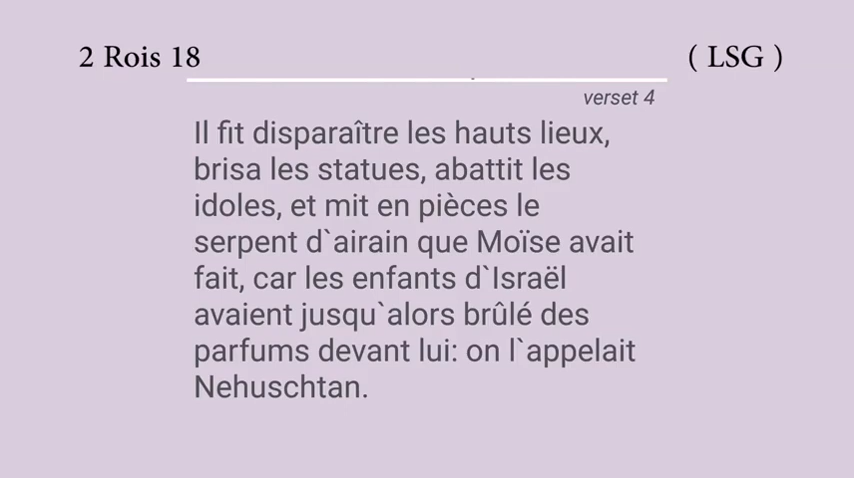 2 Rois 18
( LSG )
verset 4
Il fit disparaître les hauts lieux,
brisa les statues, abattit les
idoles, et mit en pièces le
serpent d`airain que Moïse avait
fait, car les enfants d`Israël
avaient jusqu`alors brûlé des
parfums devant lui: on l`appelait
Nehuschtan.